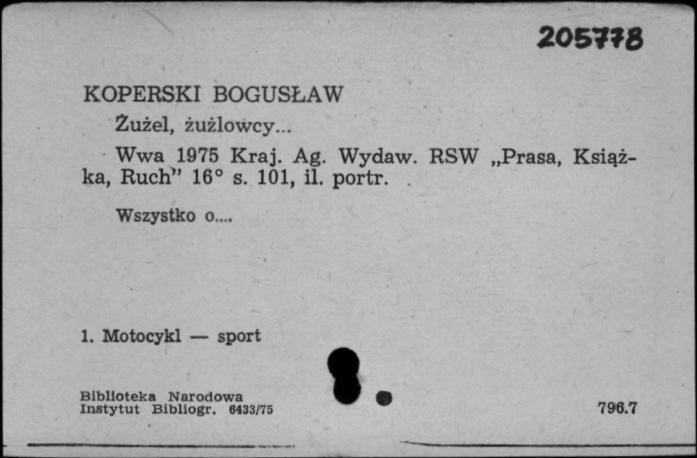 205778
KOPERSKI BOGUSŁAW
Żużel, żużlowcy...
Wwa 1975 Kraj. Ag. Wydaw. RSW „Prasa, Książ-
ka, Ruch” 16° s. 101, il. portr.
Wszystko o....
1. Motocykl — sport
Biblioteka Narodowa
Instytut Bibliogr. 6433/75
796.7